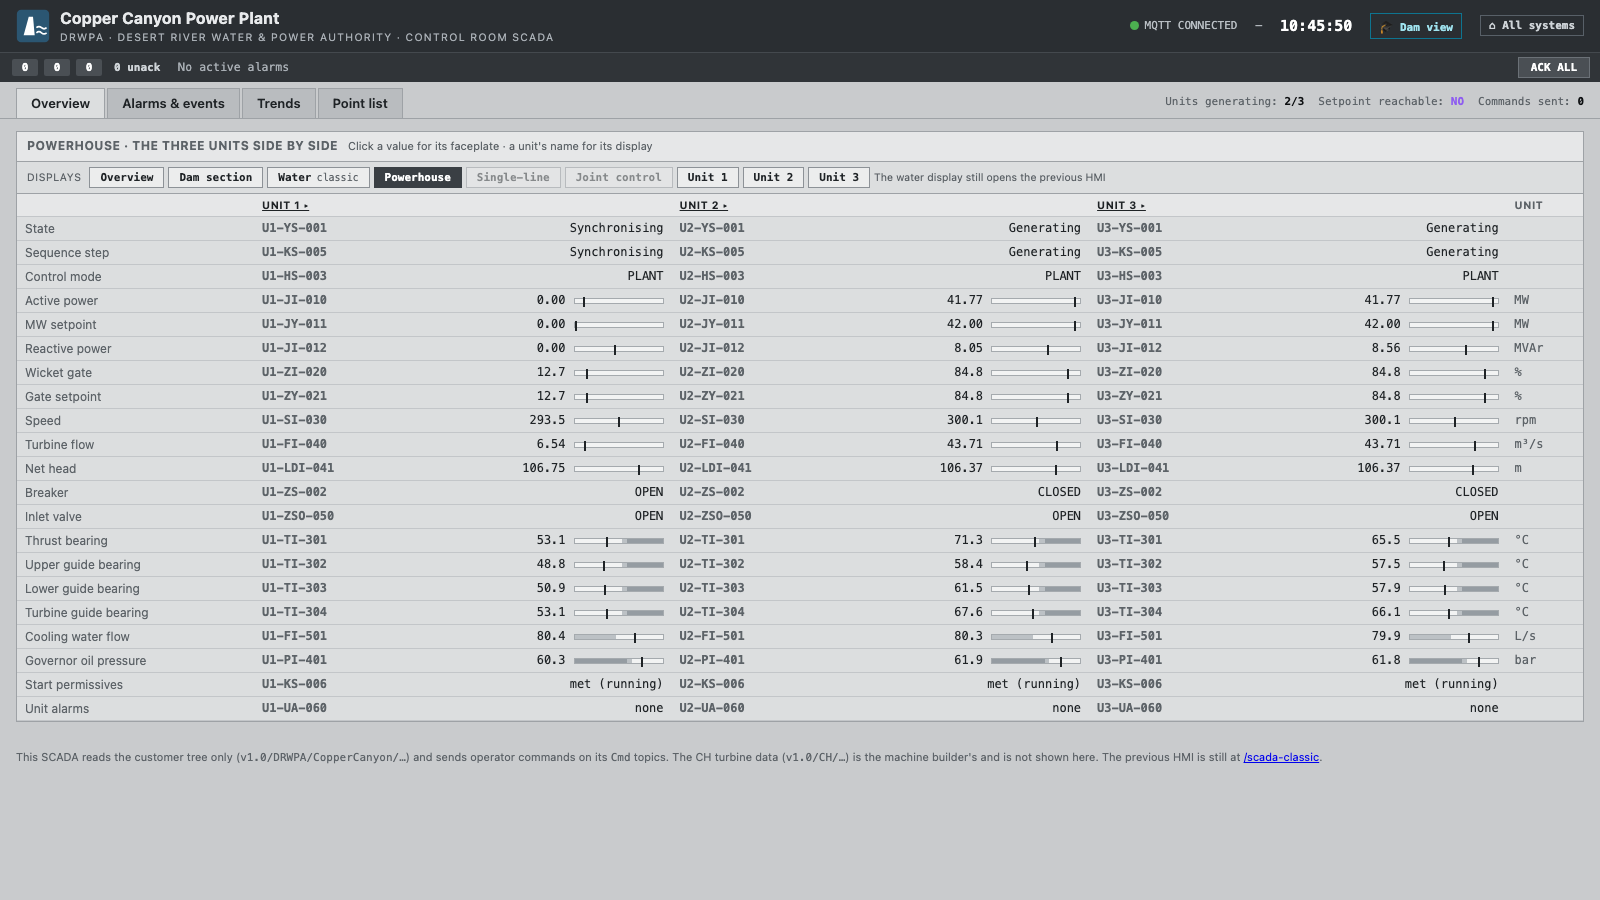 Copper Canyon Power Plant
DRWPA · DESERT RIVER WATER & POWER AUTHORITY · CONTROL ROOM SCADA
MQTT CONNECTED — 10:45:50 Dam view ⌂ All systems
0 0 0 0 unack No active alarms ACK ALL
Overview Alarms & events Trends Point list Units generating: 2/3 Setpoint reachable: NO Commands sent: 0
POWERHOUSE · THE THREE UNITS SIDE BY SIDE Click a value for its faceplate · a unit's name for its display
DISPLAYS Overview Dam section Water classic Powerhouse Single-line Joint control Unit 1 Unit 2 Unit 3 The water display still opens the previous HMI
UNIT 1 ▸ UNIT 2 ▸ UNIT 3 ▸ UNIT
State U1-YS-001 Synchronising U2-YS-001 Generating U3-YS-001 Generating
Sequence step U1-KS-005 Synchronising U2-KS-005 Generating U3-KS-005 Generating
Control mode U1-HS-003 PLANT U2-HS-003 PLANT U3-HS-003 PLANT
Active power U1-JI-010 0.00 U2-JI-010 41.77 U3-JI-010 41.77 MW
MW setpoint U1-JY-011 0.00 U2-JY-011 42.00 U3-JY-011 42.00 MW
Reactive power U1-JI-012 0.00 U2-JI-012 8.05 U3-JI-012 8.56 MVAr
Wicket gate U1-ZI-020 12.7 U2-ZI-020 84.8 U3-ZI-020 84.8 %
Gate setpoint U1-ZY-021 12.7 U2-ZY-021 84.8 U3-ZY-021 84.8 %
Speed U1-SI-030 293.5 U2-SI-030 300.1 U3-SI-030 300.1 rpm
Turbine flow U1-FI-040 6.54 U2-FI-040 43.71 U3-FI-040 43.71 m³/s
Net head U1-LDI-041 106.75 U2-LDI-041 106.37 U3-LDI-041 106.37 m
Breaker U1-ZS-002 OPEN U2-ZS-002 CLOSED U3-ZS-002 CLOSED
Inlet valve U1-ZSO-050 OPEN U2-ZSO-050 OPEN U3-ZSO-050 OPEN
Thrust bearing U1-TI-301 53.1 U2-TI-301 71.3 U3-TI-301 65.5 °C
Upper guide bearing U1-TI-302 48.8 U2-TI-302 58.4 U3-TI-302 57.5 °C
Lower guide bearing U1-TI-303 50.9 U2-TI-303 61.5 U3-TI-303 57.9 °C
Turbine guide bearing U1-TI-304 53.1 U2-TI-304 67.6 U3-TI-304 66.1 °C
Cooling water flow U1-FI-501 80.4 U2-FI-501 80.3 U3-FI-501 79.9 L/s
Governor oil pressure U1-PI-401 60.3 U2-PI-401 61.9 U3-PI-401 61.8 bar
Start permissives U1-KS-006 met (running) U2-KS-006 met (running) U3-KS-006 met (running)
Unit alarms U1-UA-060 none U2-UA-060 none U3-UA-060 none
This SCADA reads the customer tree only (v1.0/DRWPA/CopperCanyon/…) and sends operator commands on its Cmd topics. The CH turbine data (v1.0/CH/…) is the machine builder's and is not shown here. The previous HMI is still at /scada-classic.